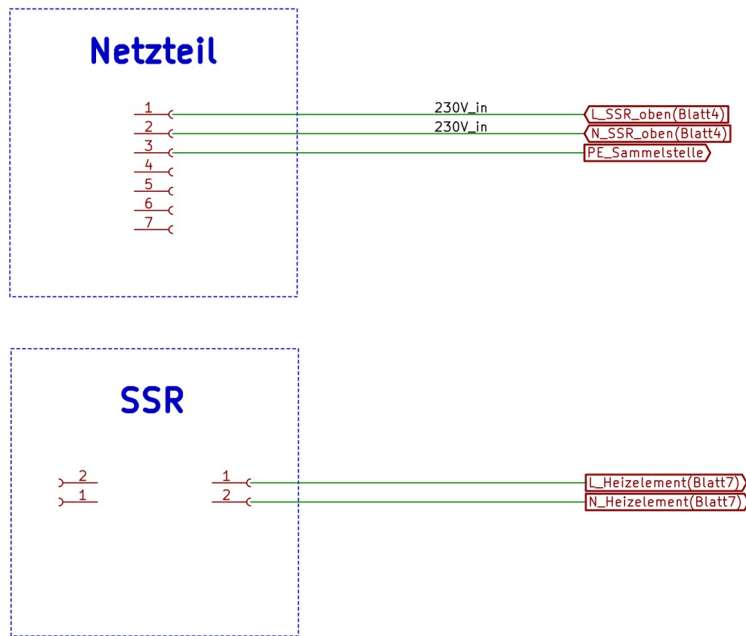 Netzteil
1 230V_in L_SSR_oben(Blatt4)
2 230V_in N_SSR_oben(Blatt4)
3 PE_Sammelstelle
4
5
6
7
SSR
2 1 L_Heizelement(Blatt7)
1 2 N_Heizelement(Blatt7)